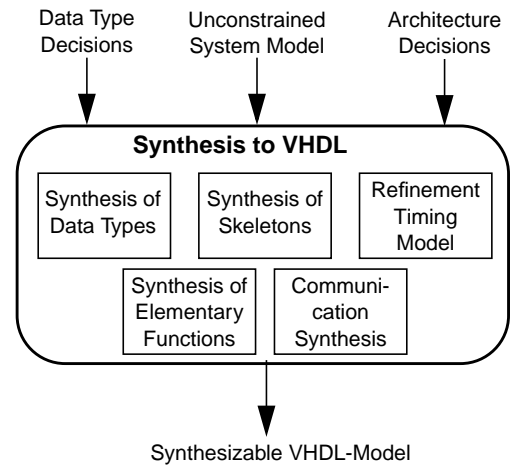 Data Type
Decisions
Unconstrained
System Model
Architecture
Decisions
Synthesis to VHDL
Synthesis of
Data Types
Synthesis of
Skeletons
Refinement
Timing
Model
Synthesis of
Elementary
Functions
Communi-
cation
Synthesis
Synthesizable VHDL-Model